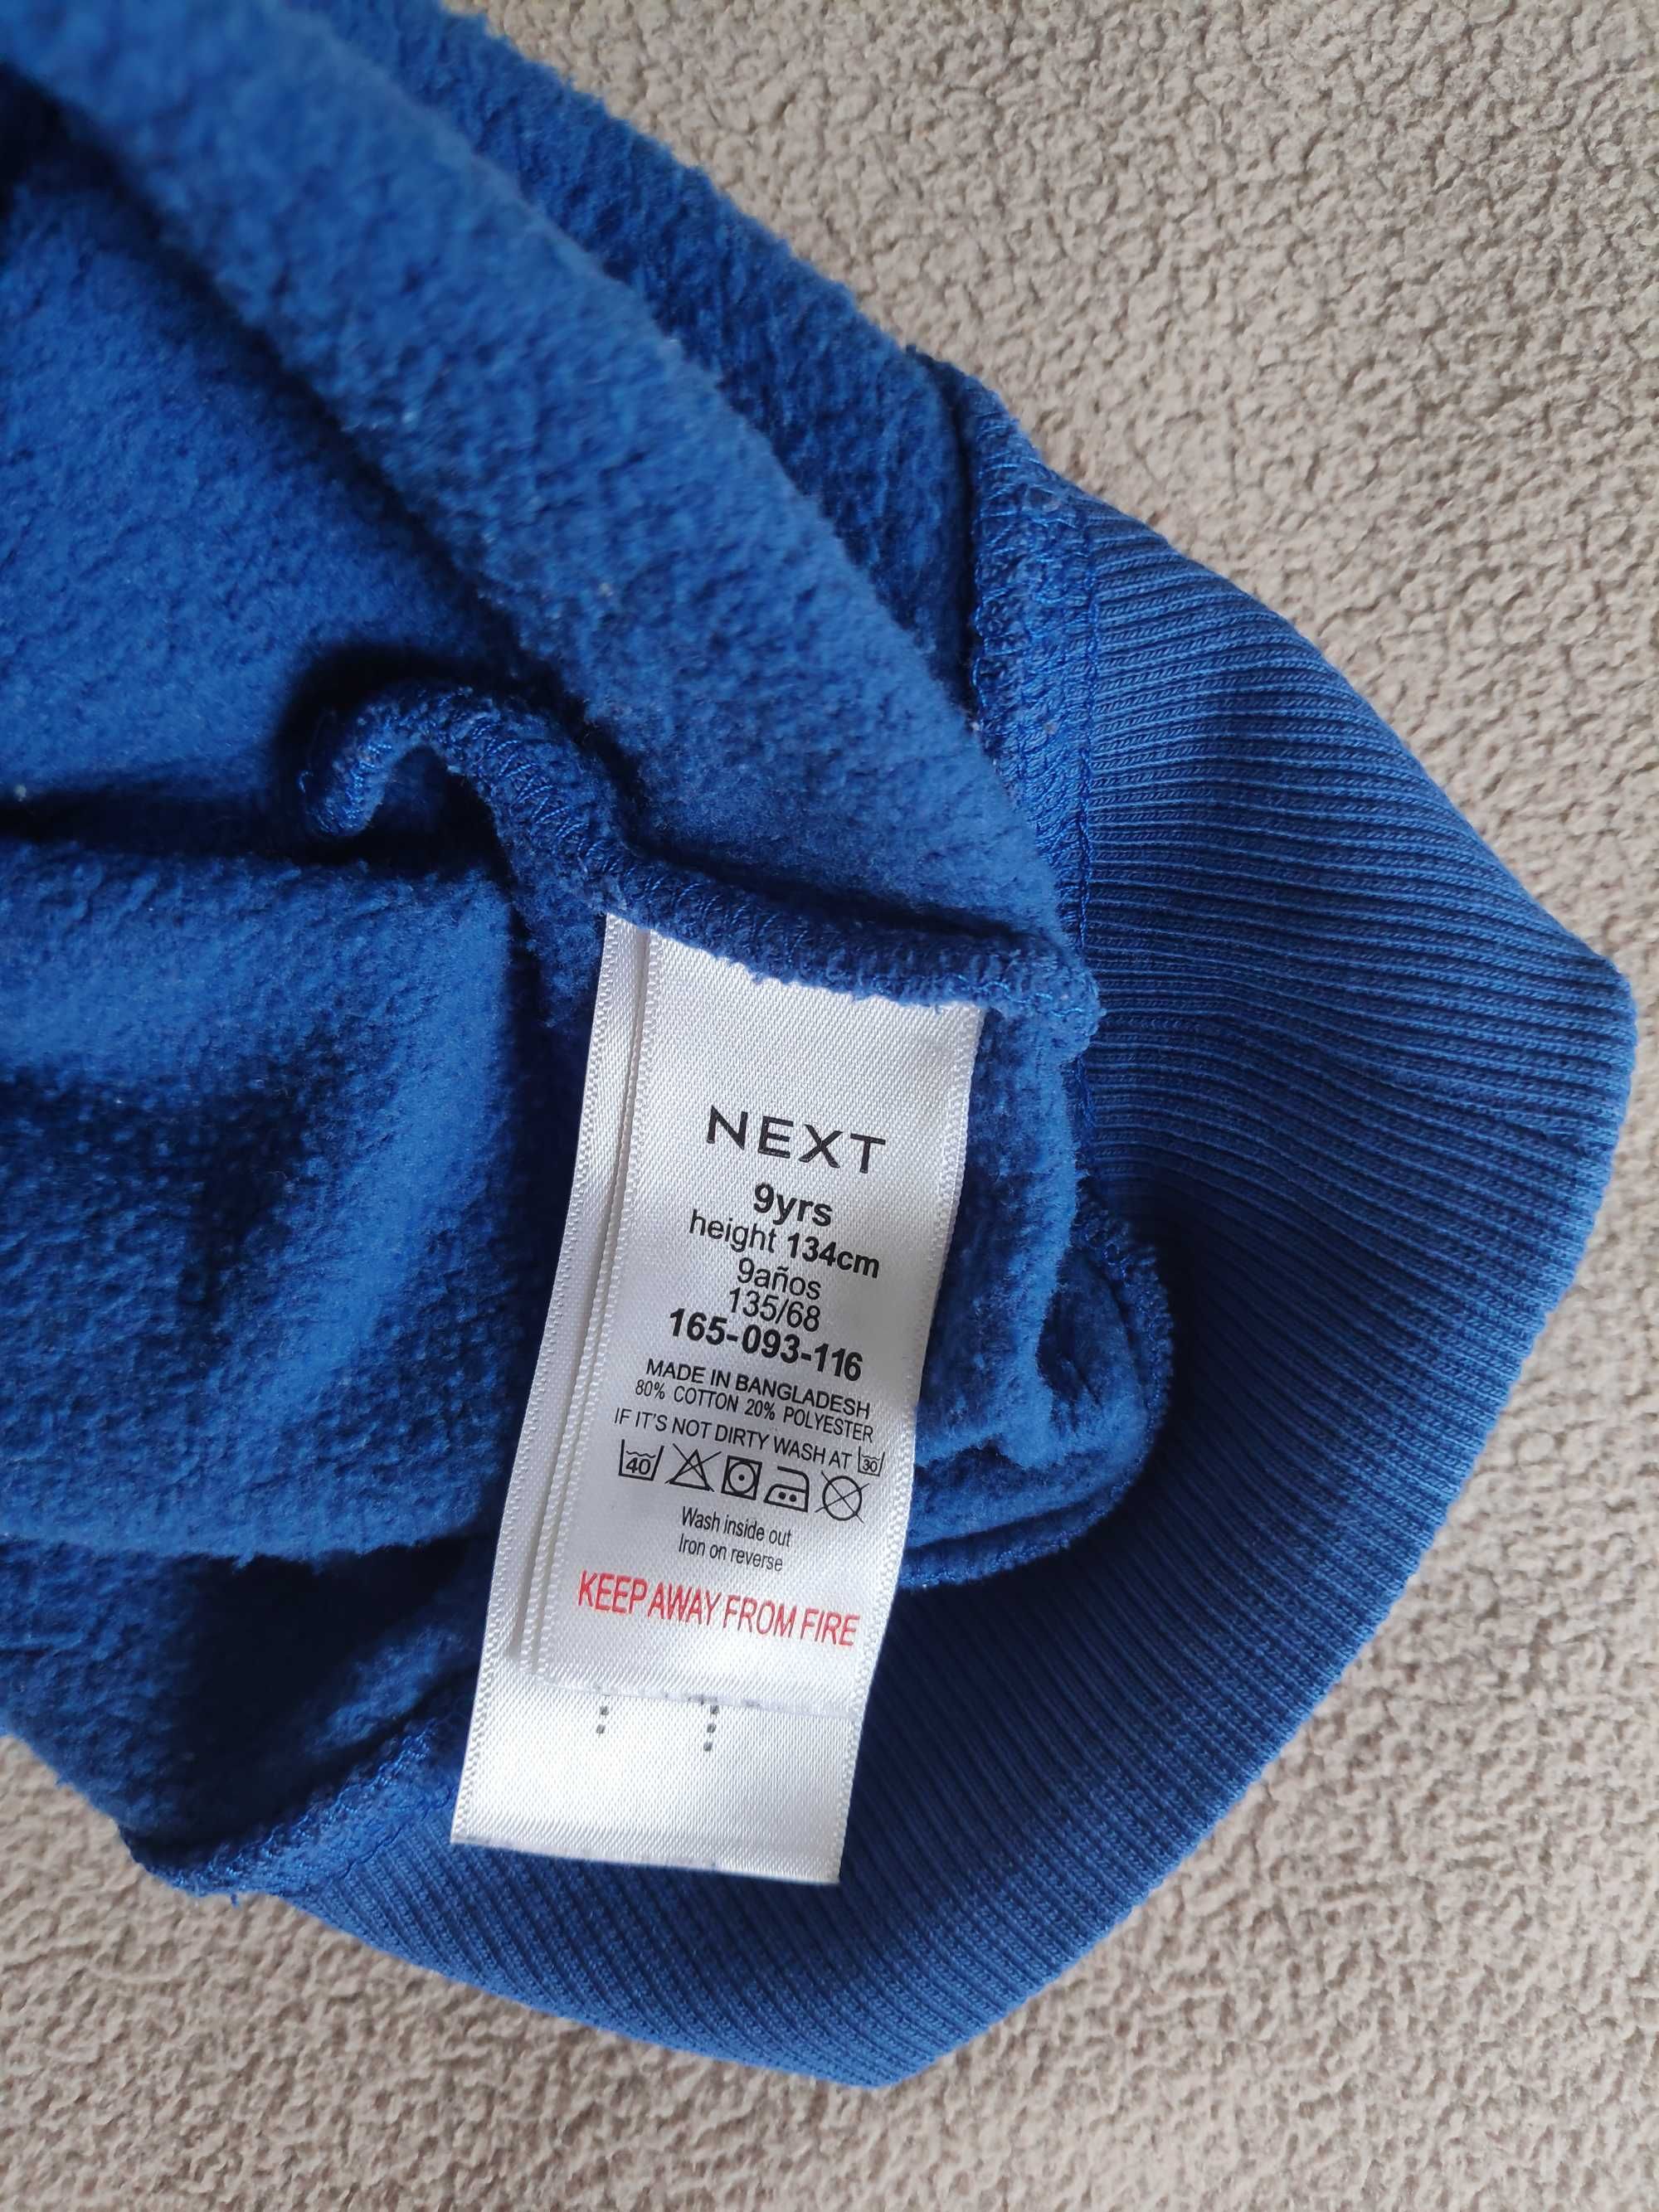 NEXT
9yrs
height 134cm
9años
135/68
165-093-116
MADE IN BANGLADESH
80% COTTON 20% POLYESTER
IF IT'S NOT DIRTY WASH AT 30
40
Wash inside out
Iron on reverse
KEEP AWAY FROM FIRE